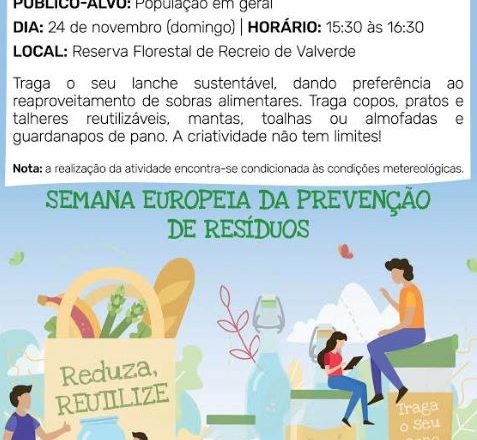 PÚBLICO-ALVO: População em geral
DIA: 24 de novembro (domingo) | HORÁRIO: 15:30 às 16:30
LOCAL: Reserva Florestal de Recreio de Valverde
Traga o seu lanche sustentável, dando preferência ao
reaproveitamento de sobras alimentares. Traga copos, pratos e
talheres reutilizáveis, mantas, toalhas ou almofadas e
guardanapos de pano. A criatividade não tem limites!
Nota: a realização da atividade encontra-se condicionada às condições metereológicas.
SEMANA EUROPEIA DA PREVENÇÃO
DE RESÍDUOS
Reduza,
REUTILIZE
Traga
o seu
copo